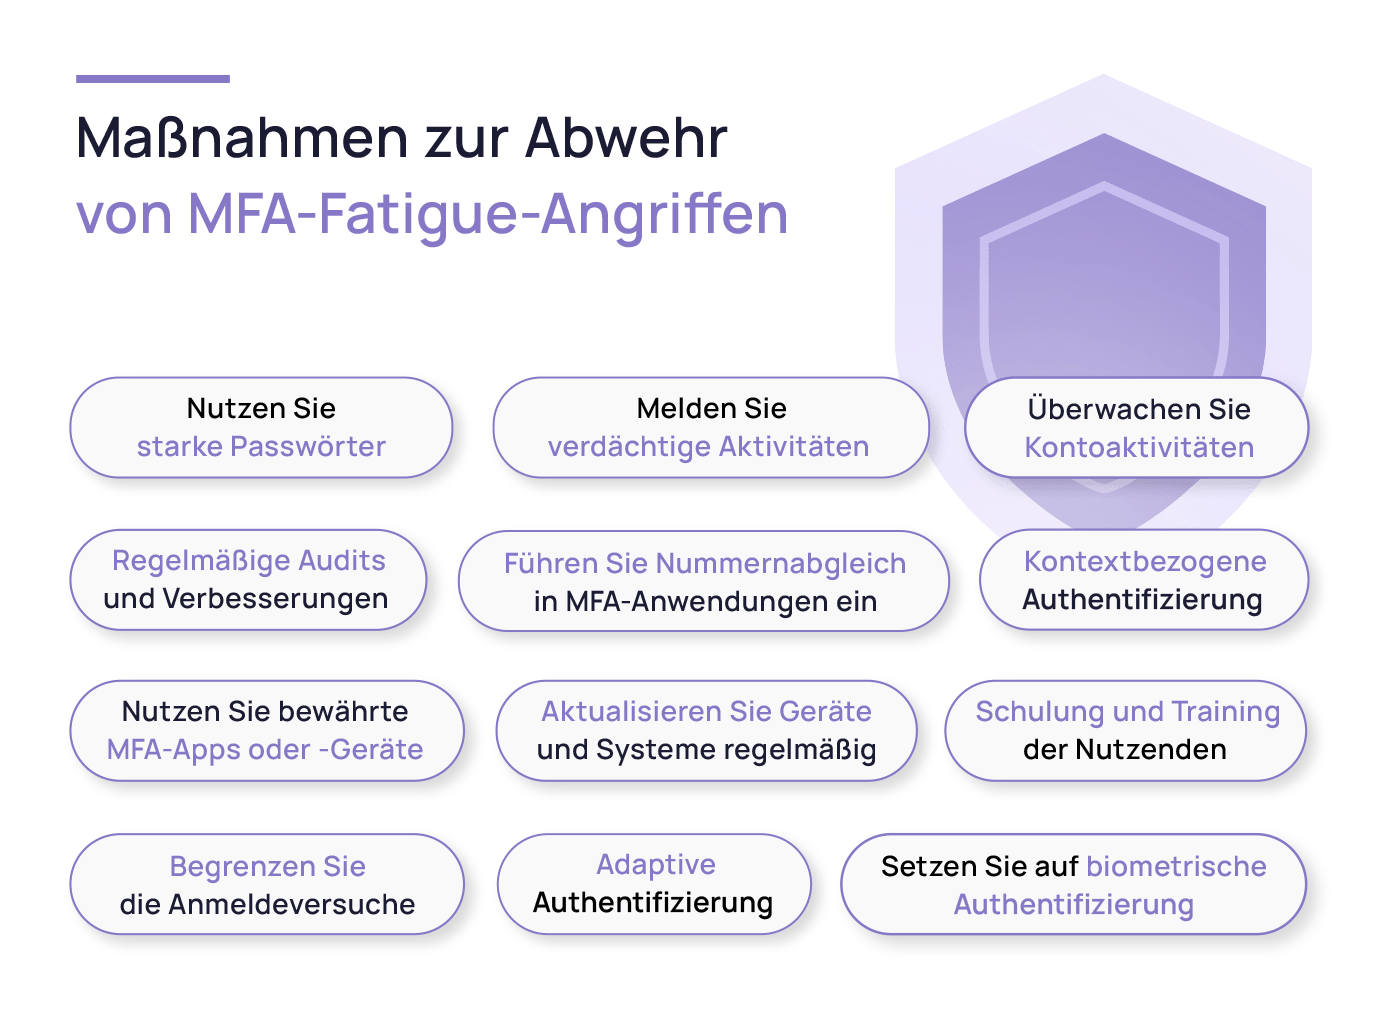 Maßnahmen zur Abwehr
von MFA-Fatigue-Angriffen
Nutzen Sie
starke Passwörter
Melden Sie
verdächtige Aktivitäten
Überwachen Sie
Kontoaktivitäten
Regelmäßige Audits
und Verbesserungen
Führen Sie Nummernabgleich
in MFA-Anwendungen ein
Kontextbezogene
Authentifizierung
Nutzen Sie bewährte
MFA-Apps oder -Geräte
Aktualisieren Sie Geräte
und Systeme regelmäßig
Schulung und Training
der Nutzenden
Begrenzen Sie
die Anmeldeversuche
Adaptive
Authentifizierung
Setzen Sie auf biometrische
Authentifizierung